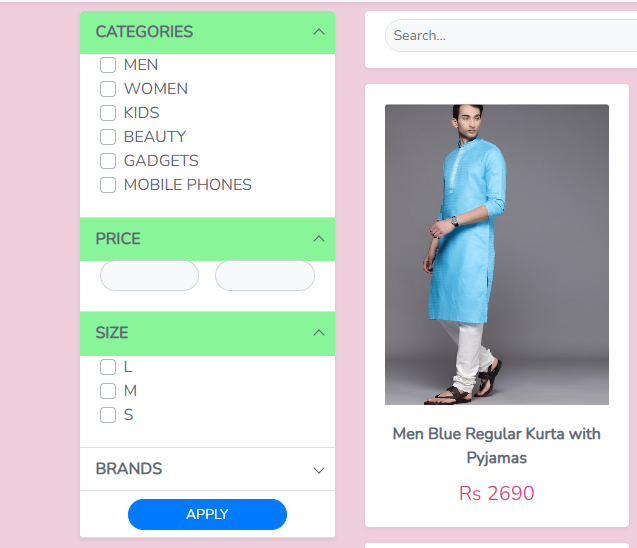 CATEGORIES
MEN
WOMEN
KIDS
BEAUTY
GADGETS
MOBILE PHONES
PRICE
SIZE
L
M
S
BRANDS
APPLY
Search...
Men Blue Regular Kurta with
Pyjamas
Rs 2690